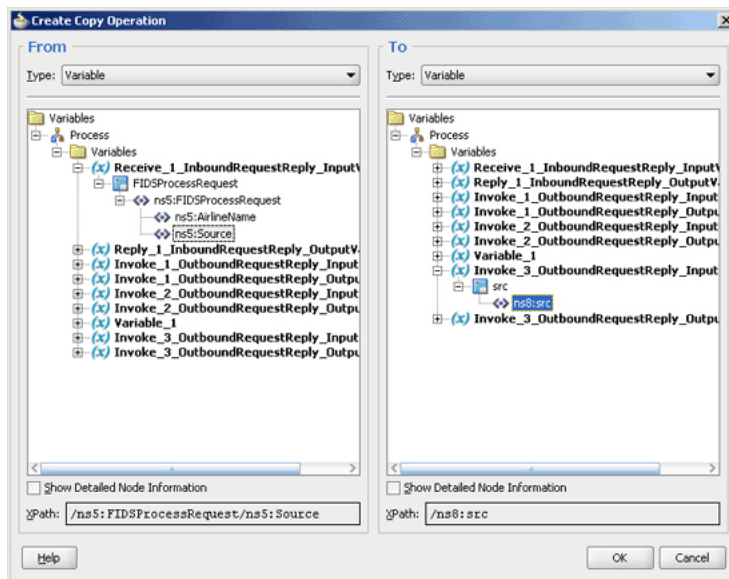 Create Copy Operation
From
Type: Variable
Variables
Process
Variables
(x) Receive_1_InboundRequestReply_InputV
FIDSProcessRequest
ns5:FIDSProcessRequest
ns5:AirlineName
ns5:Source
(x) Reply_1_InboundRequestReply_OutputV.
(x) Invoke_1_OutboundRequestReply_Input
(x) Invoke_1_OutboundRequestReply_Outpu
(x) Invoke_2_OutboundRequestReply_Input
(x) Invoke_2_OutboundRequestReply_Outpu
(x) Variable_1
(x) Invoke_3_OutboundRequestReply_Input
(x) Invoke_3_OutboundRequestReply_Outpu
Show Detailed Node Information
XPath: /ns5:FIDSProcessRequest/ns5:Source
To
Type: Variable
Variables
Process
Variables
(x) Receive_1_InboundRequestReply_InputV
(x) Reply_1_InboundRequestReply_OutputV.
(x) Invoke_1_OutboundRequestReply_Input
(x) Invoke_1_OutboundRequestReply_Outpu
(x) Invoke_2_OutboundRequestReply_Input
(x) Invoke_2_OutboundRequestReply_Outpu
(x) Variable_1
(x) Invoke_3_OutboundRequestReply_Input
src
ns8:src
(x) Invoke_3_OutboundRequestReply_Outpu
Show Detailed Node Information
XPath: /ns8:src
Help
OK
Cancel